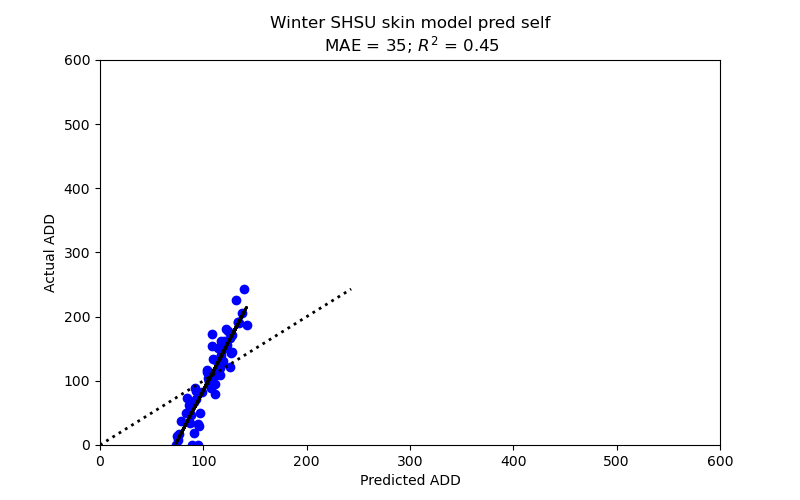 Winter SHSU skin model pred self
MAE = 35; $R^2$ = 0.45
600
500
400
300
200
100
0
Actual ADD
0 100 200 300 400 500 600
Predicted ADD